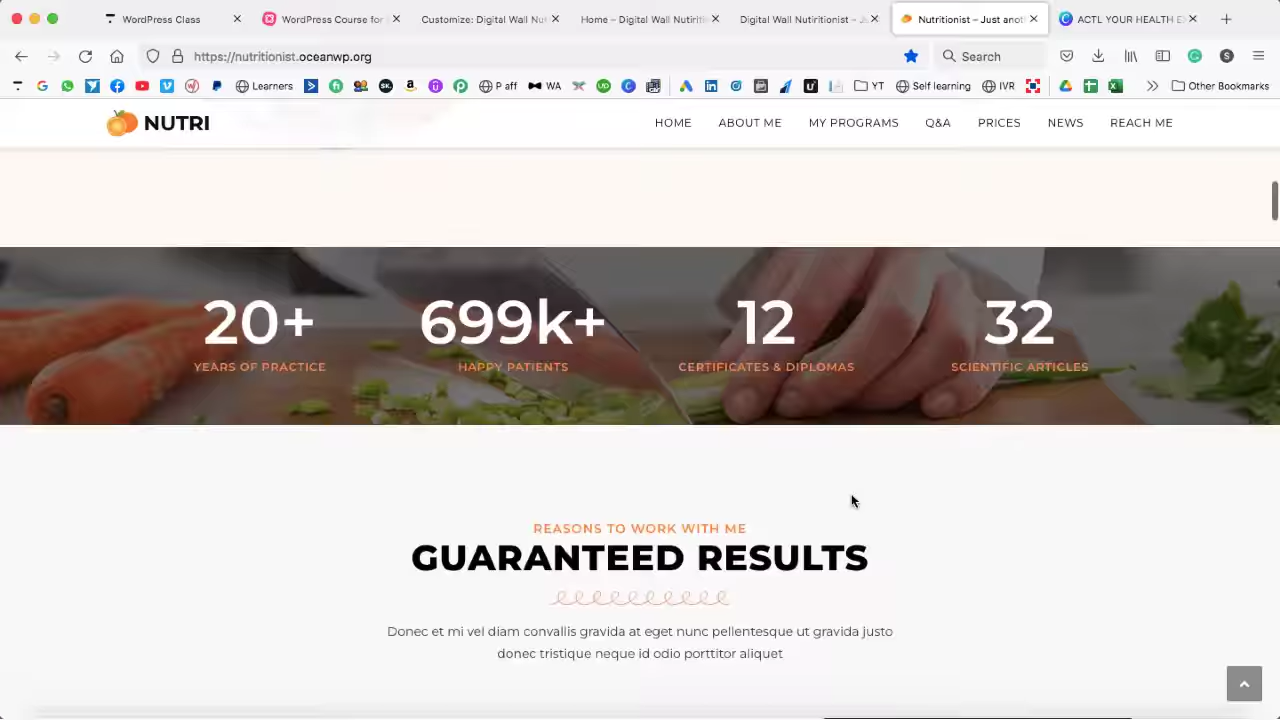 WordPress Class
WordPress Course for
Customize: Digital Wall Nu
Home – Digital Wall Nutiritio
Digital Wall Nutiritionist – Ju
Nutritionist – Just anot
ACTL YOUR HEALTH E
https://nutritionist.oceanwp.org
Search
Learners
P aff
WA
YT
Self learning
IVR
Other Bookmarks
NUTRI
HOME
ABOUT ME
MY PROGRAMS
Q&A
PRICES
NEWS
REACH ME
20+
699k+
12
32
YEARS OF PRACTICE
HAPPY PATIENTS
CERTIFICATES & DIPLOMAS
SCIENTIFIC ARTICLES
REASONS TO WORK WITH ME
GUARANTEED RESULTS
Donec et mi vel diam convallis gravida at eget nunc pellentesque ut gravida justo
donec tristique neque id odio porttitor aliquet